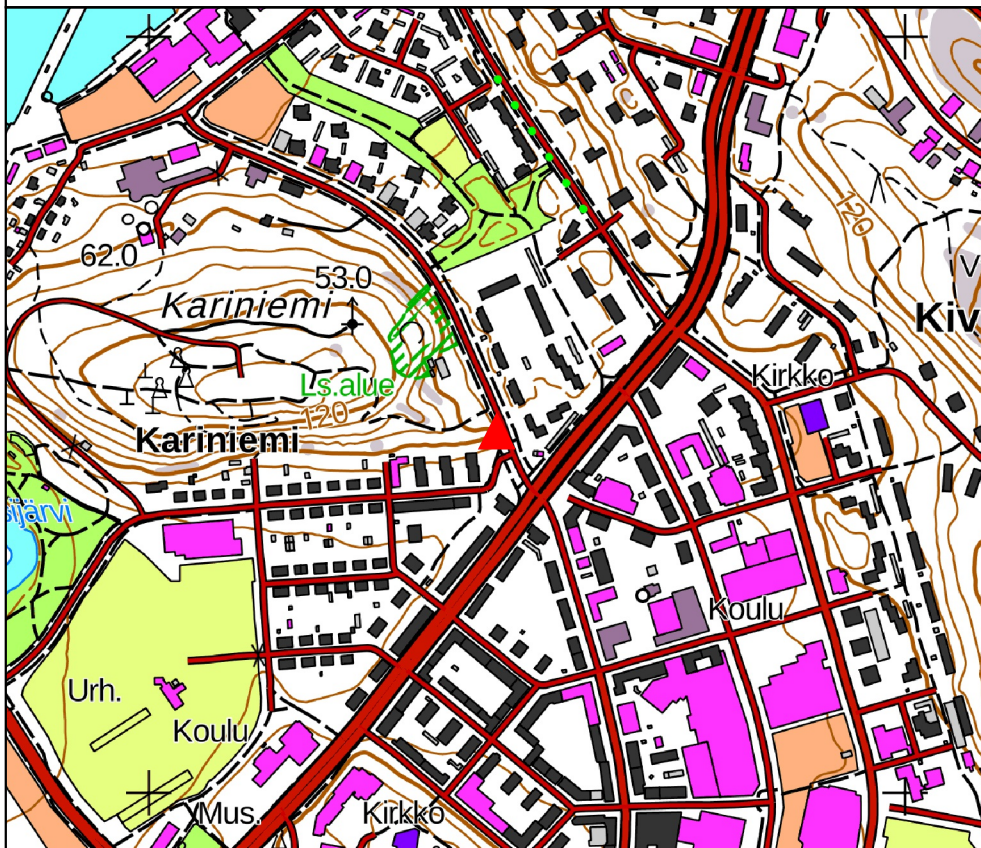 120
62.0
53.0
Kariniemi
Kiv
Kirkko
Ls.alue
120
Kariniemi
sijärvi
Koulu
Urh.
Koulu
Mus.
Kirkko